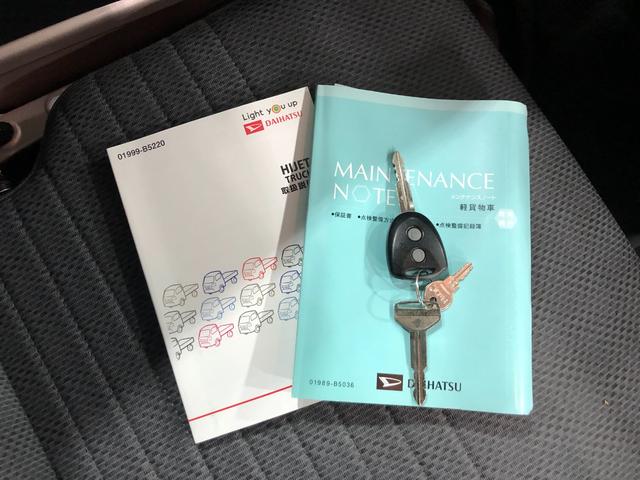 01999-B5220
Light you up
DAIHATSU
HIJET
TRUCK
取扱説
MAINTENANCE
NOTE
メンテナンスノート
軽貨物車
•保証書 •点検整備方式 •点検整備記録簿
01989-B5036
DAIHATSU